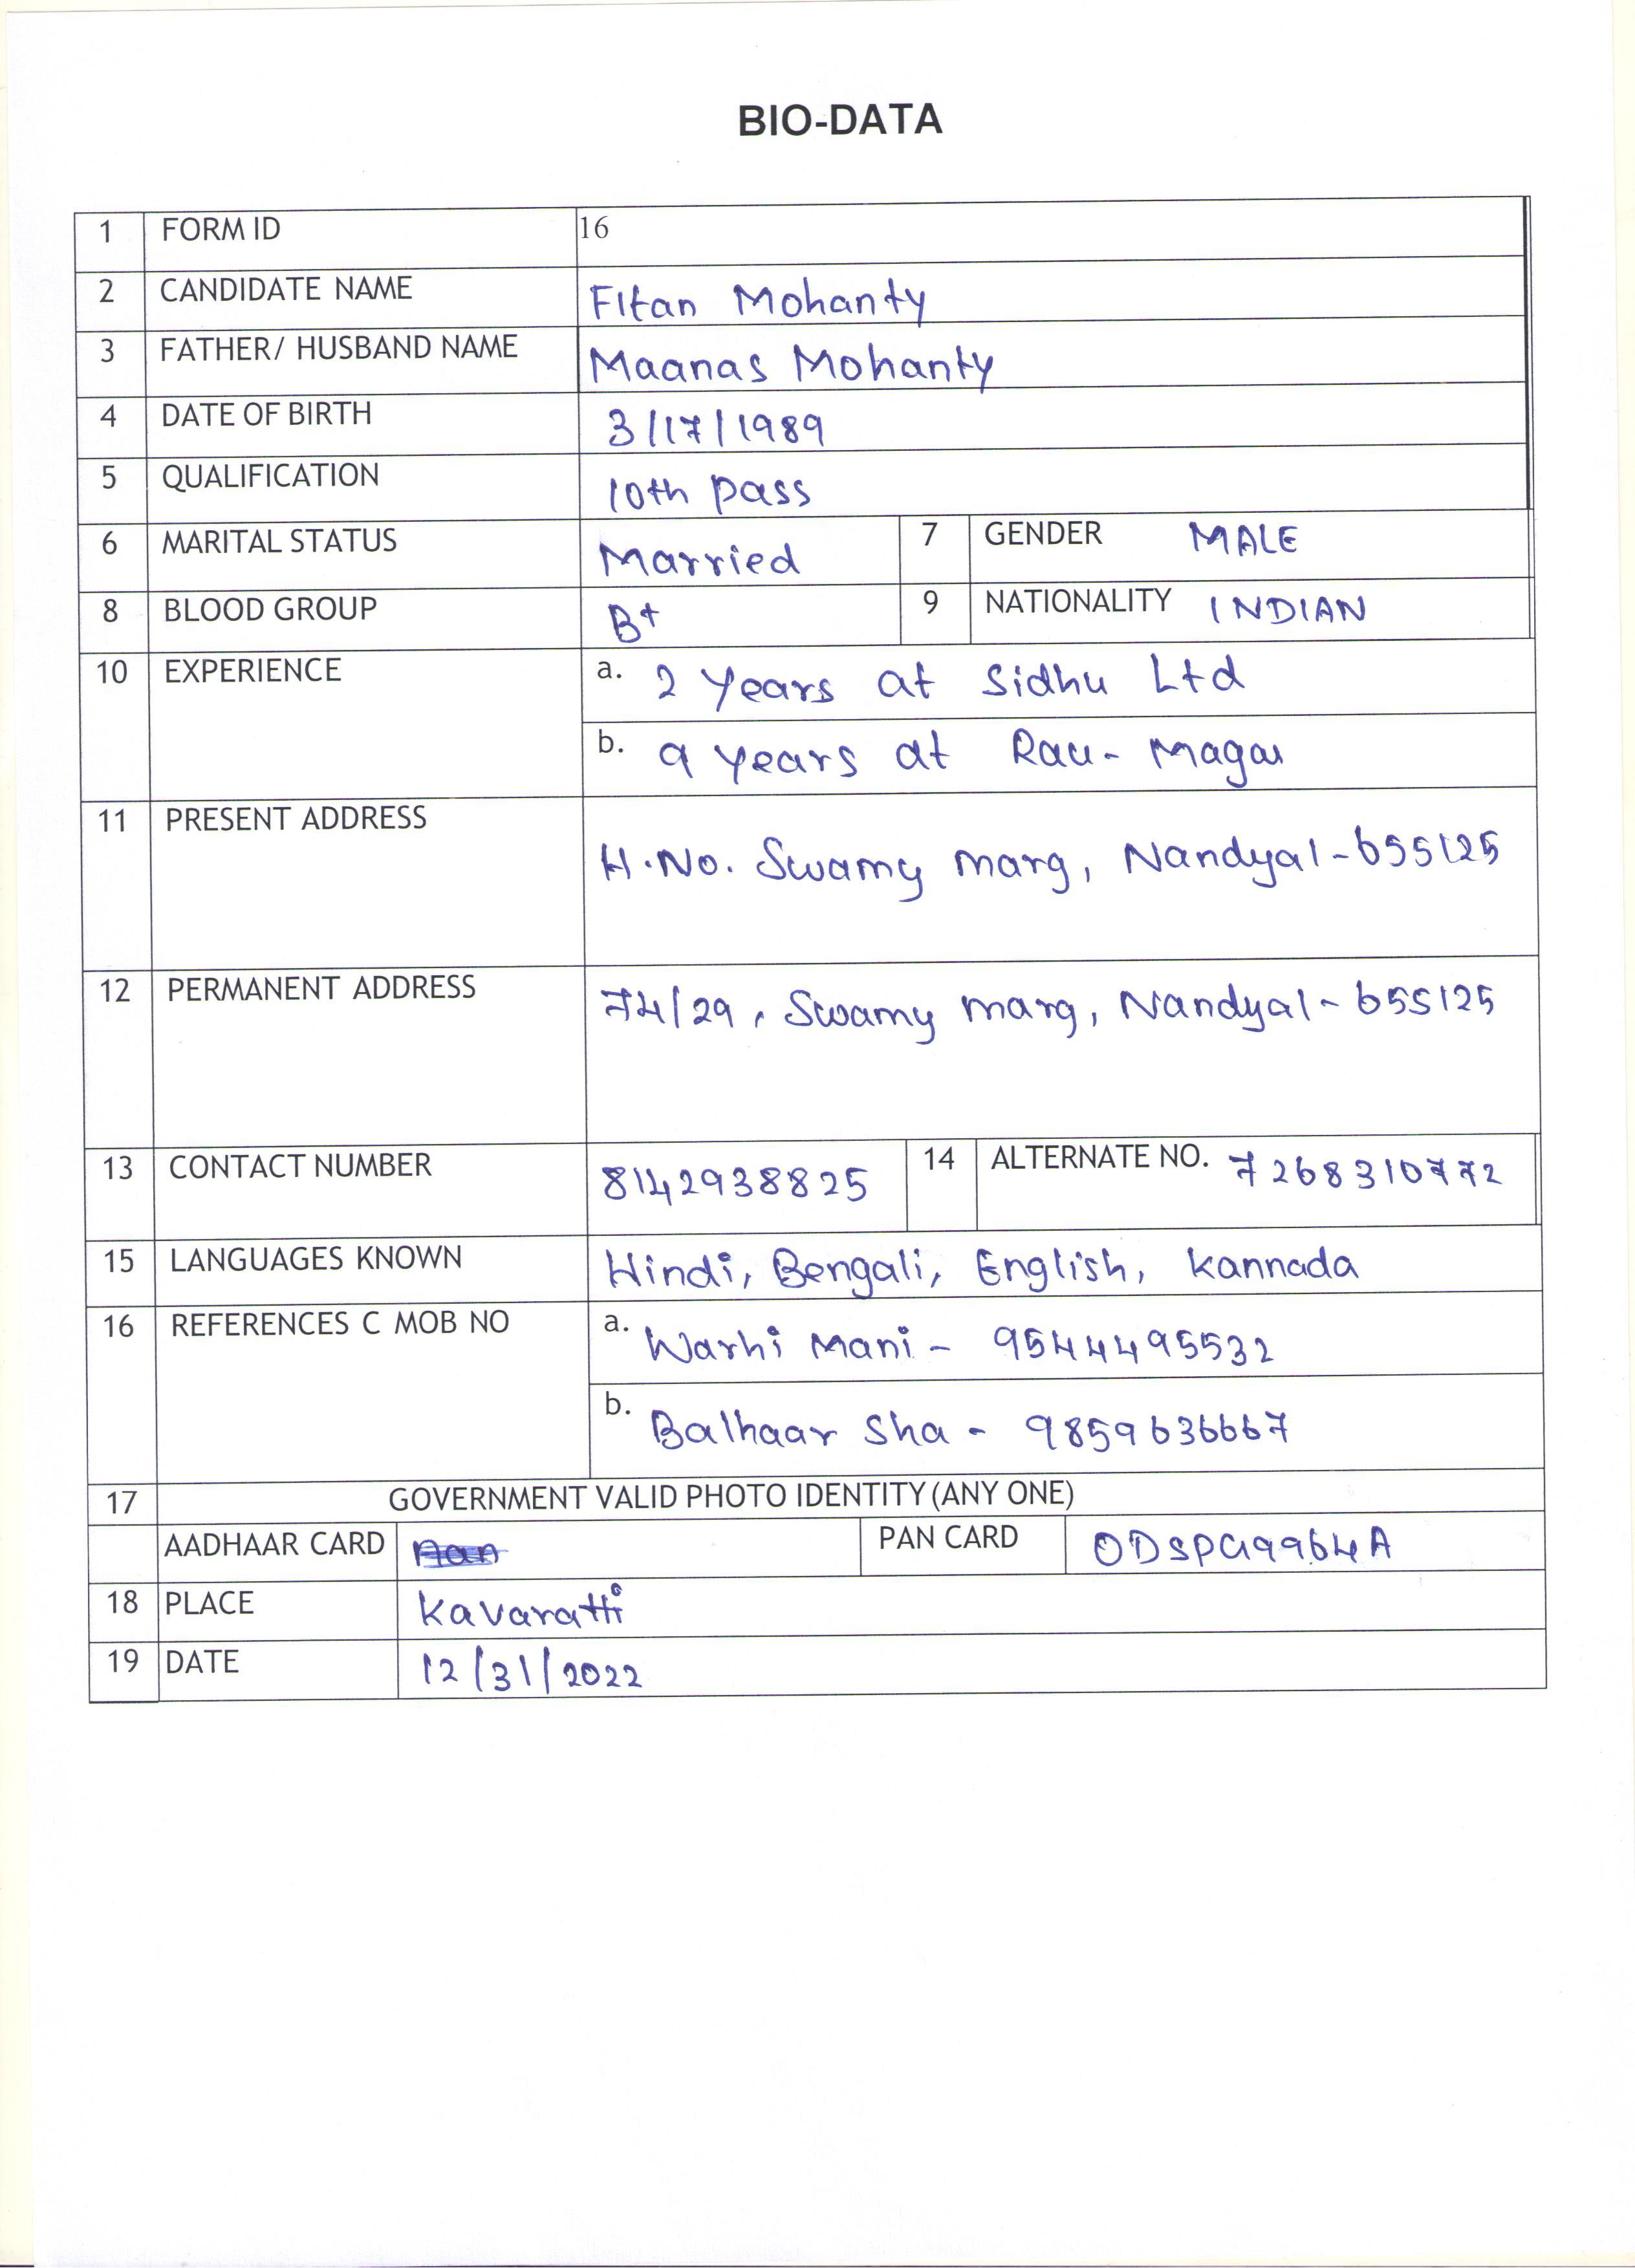 BIO-DATA
1 FORM ID 16
2 CANDIDATE NAME Fitan Mohanty
3 FATHER/ HUSBAND NAME Maanas Mohanty
4 DATE OF BIRTH 3/17/1989
5 QUALIFICATION 10th pass
6 MARITAL STATUS Married 7 GENDER MALE
8 BLOOD GROUP B+ 9 NATIONALITY INDIAN
10 EXPERIENCE a. 2 Years at Sidhu Ltd
b. 9 years at Rau- Magar
11 PRESENT ADDRESS H.No. Swamy marg, Nandyal-655125
12 PERMANENT ADDRESS 74/29, Swamy marg, Nandyal-655125
13 CONTACT NUMBER 8142938825 14 ALTERNATE NO. 7268310772
15 LANGUAGES KNOWN Hindi, Bengali, English, Kannada
16 REFERENCES C MOB NO a. Warhi Mani - 9544495532
b. Balhaar Sha - 9859636667
17 GOVERNMENT VALID PHOTO IDENTITY (ANY ONE)
AADHAAR CARD PAN CARD ODSPG9964A
18 PLACE Kavaratti
19 DATE 12/31/2022